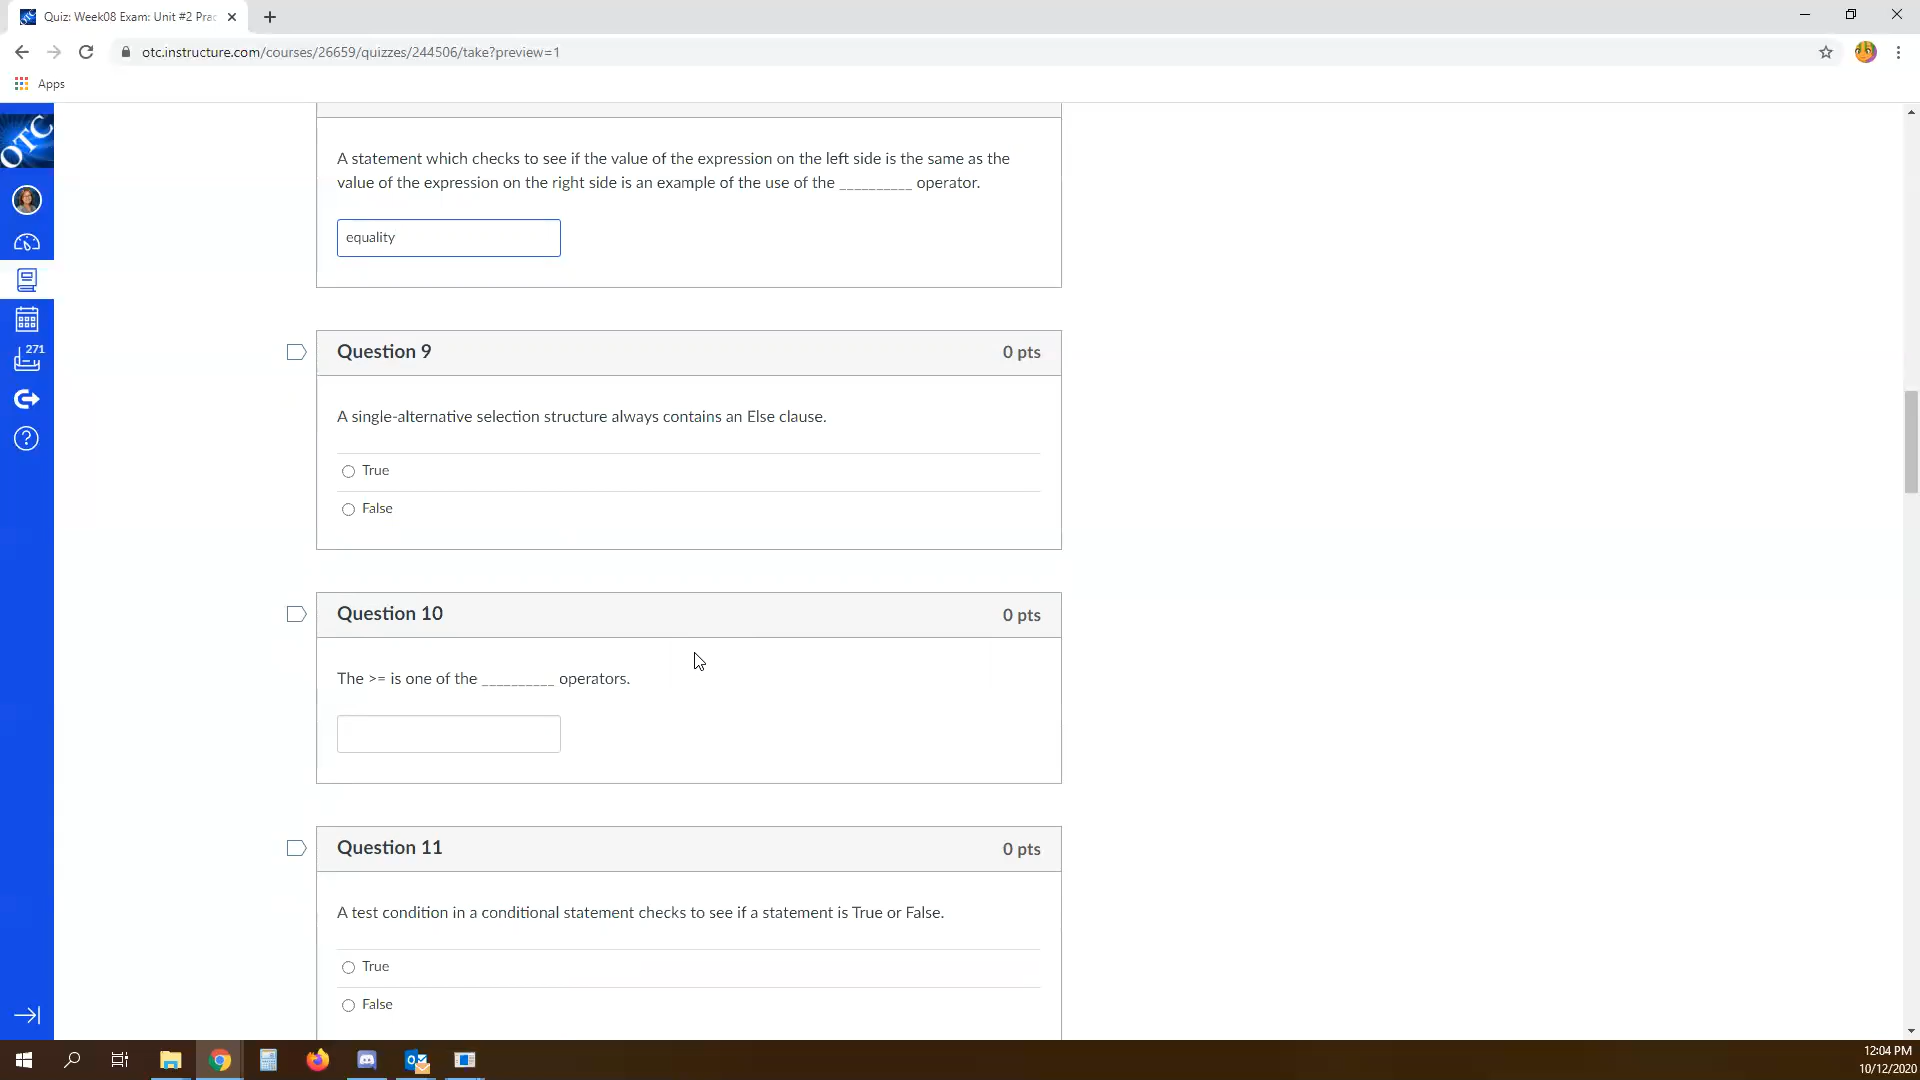 Quiz: Week08 Exam: Unit #2 Prac
otc.instructure.com/courses/26659/quizzes/244506/take?preview=1
Apps
OTC
A statement which checks to see if the value of the expression on the left side is the same as the
value of the expression on the right side is an example of the use of the __________ operator.
equality
Question 9 0 pts
271
A single-alternative selection structure always contains an Else clause.
True
False
Question 10 0 pts
The >= is one of the __________ operators.
Question 11 0 pts
A test condition in a conditional statement checks to see if a statement is True or False.
True
False
12:04 PM
10/12/2020